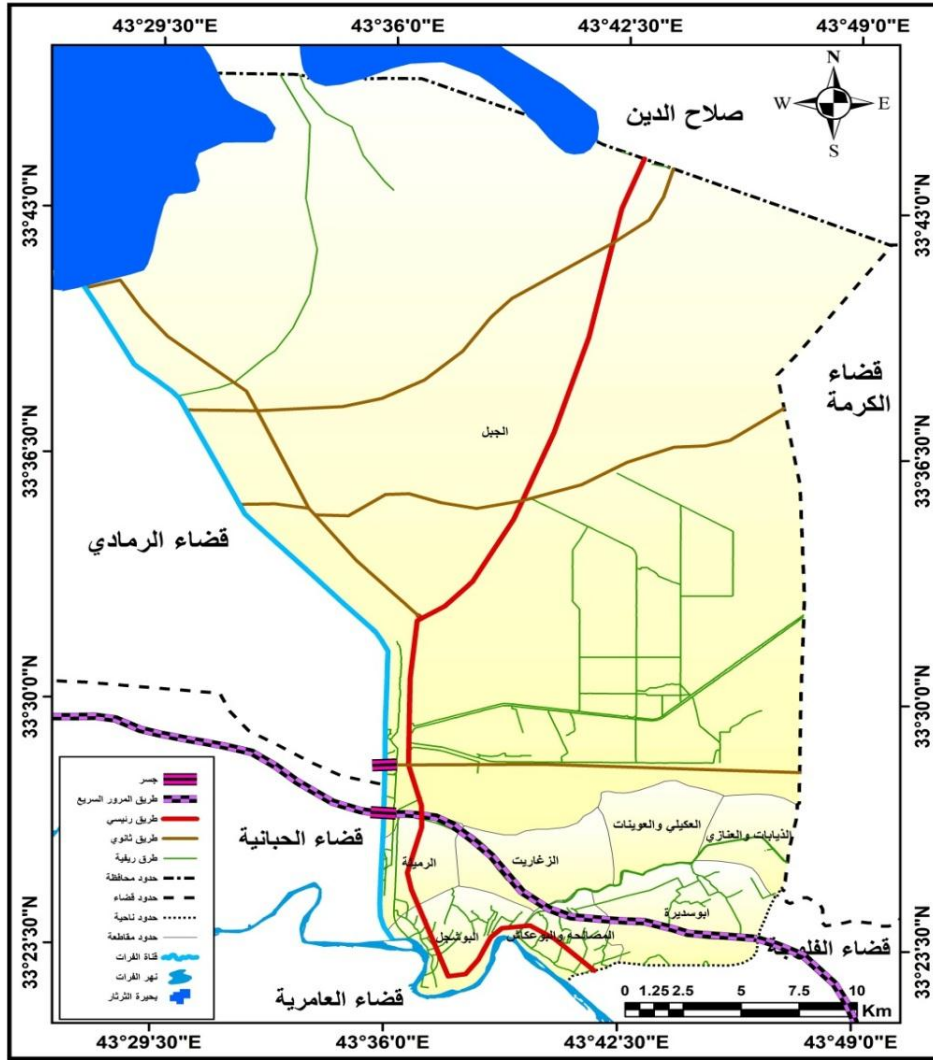 43°29'30"E
43°36'0"E
43°42'30"E
43°49'0"E
N
W
E
S
صلاح الدين
33°43'0"N
33°43'0"N
قضاء
الكرمة
الجبل
33°36'30"N
33°36'30"N
قضاء الرمادي
33°30'0"N
33°30'0"N
جسر
طريق المرور السريع
طريق رئيسي
طريق ثانوي
طرق ريفية
حدود محافظة
حدود قضاء
حدود ناحية
حدود مقاطعة
قناة الفرات
نهر الفرات
بحيرة الثرثار
قضاء الحبانية
العكيلي والعوينات
الذيابات والعنازي
الزغاريت
الرميلة
ابوسديرة
البوشجل
المصالحه والبوعكاش
33°23'30"N
33°23'30"N
قضاء العامرية
0 1.25 2.5 5 7.5 10
Km
43°29'30"E
43°36'0"E
43°42'30"E
43°49'0"E